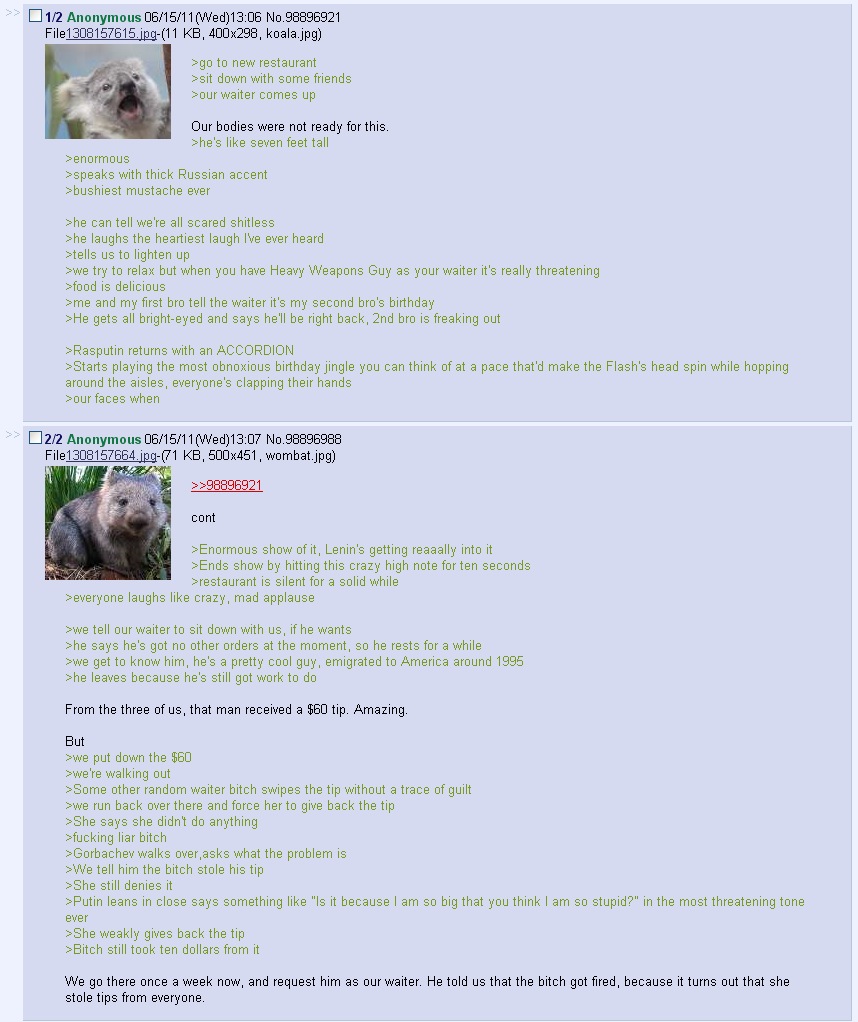 >> 1/2 Anonymous 06/15/11(Wed)13:06 No.98896921
File1308157615.jpg-(11 KB, 400x298, koala.jpg)
>go to new restaurant
>sit down with some friends
>our waiter comes up
Our bodies were not ready for this.
>he's like seven feet tall
>enormous
>speaks with thick Russian accent
>bushiest mustache ever
>he can tell we're all scared shitless
>he laughs the heartiest laugh I've ever heard
>tells us to lighten up
>we try to relax but when you have Heavy Weapons Guy as your waiter it's really threatening
>food is delicious
>me and my first bro tell the waiter it's my second bro's birthday
>He gets all bright-eyed and says he'll be right back, 2nd bro is freaking out
>Rasputin returns with an ACCORDION
>Starts playing the most obnoxious birthday jingle you can think of at a pace that'd make the Flash's head spin while hopping
around the aisles, everyone's clapping their hands
>our faces when
>> 2/2 Anonymous 06/15/11(Wed)13:07 No.98896988
File1308157664.jpg-(71 KB, 500x451, wombat.jpg)
>>98896921
cont
>Enormous show of it, Lenin's getting reaaally into it
>Ends show by hitting this crazy high note for ten seconds
>restaurant is silent for a solid while
>everyone laughs like crazy, mad applause
>we tell our waiter to sit down with us, if he wants
>he says he's got no other orders at the moment, so he rests for a while
>we get to know him, he's a pretty cool guy, emigrated to America around 1995
>he leaves because he's still got work to do
From the three of us, that man received a $60 tip. Amazing.
But
>we put down the $60
>we're walking out
>Some other random waiter bitch swipes the tip without a trace of guilt
>we run back over there and force her to give back the tip
>She says she didn't do anything
>fucking liar bitch
>Gorbachev walks over,asks what the problem is
>We tell him the bitch stole his tip
>She still denies it
>Putin leans in close says something like "Is it because I am so big that you think I am so stupid?" in the most threatening tone
ever
>She weakly gives back the tip
>Bitch still took ten dollars from it
We go there once a week now, and request him as our waiter. He told us that the bitch got fired, because it turns out that she
stole tips from everyone.